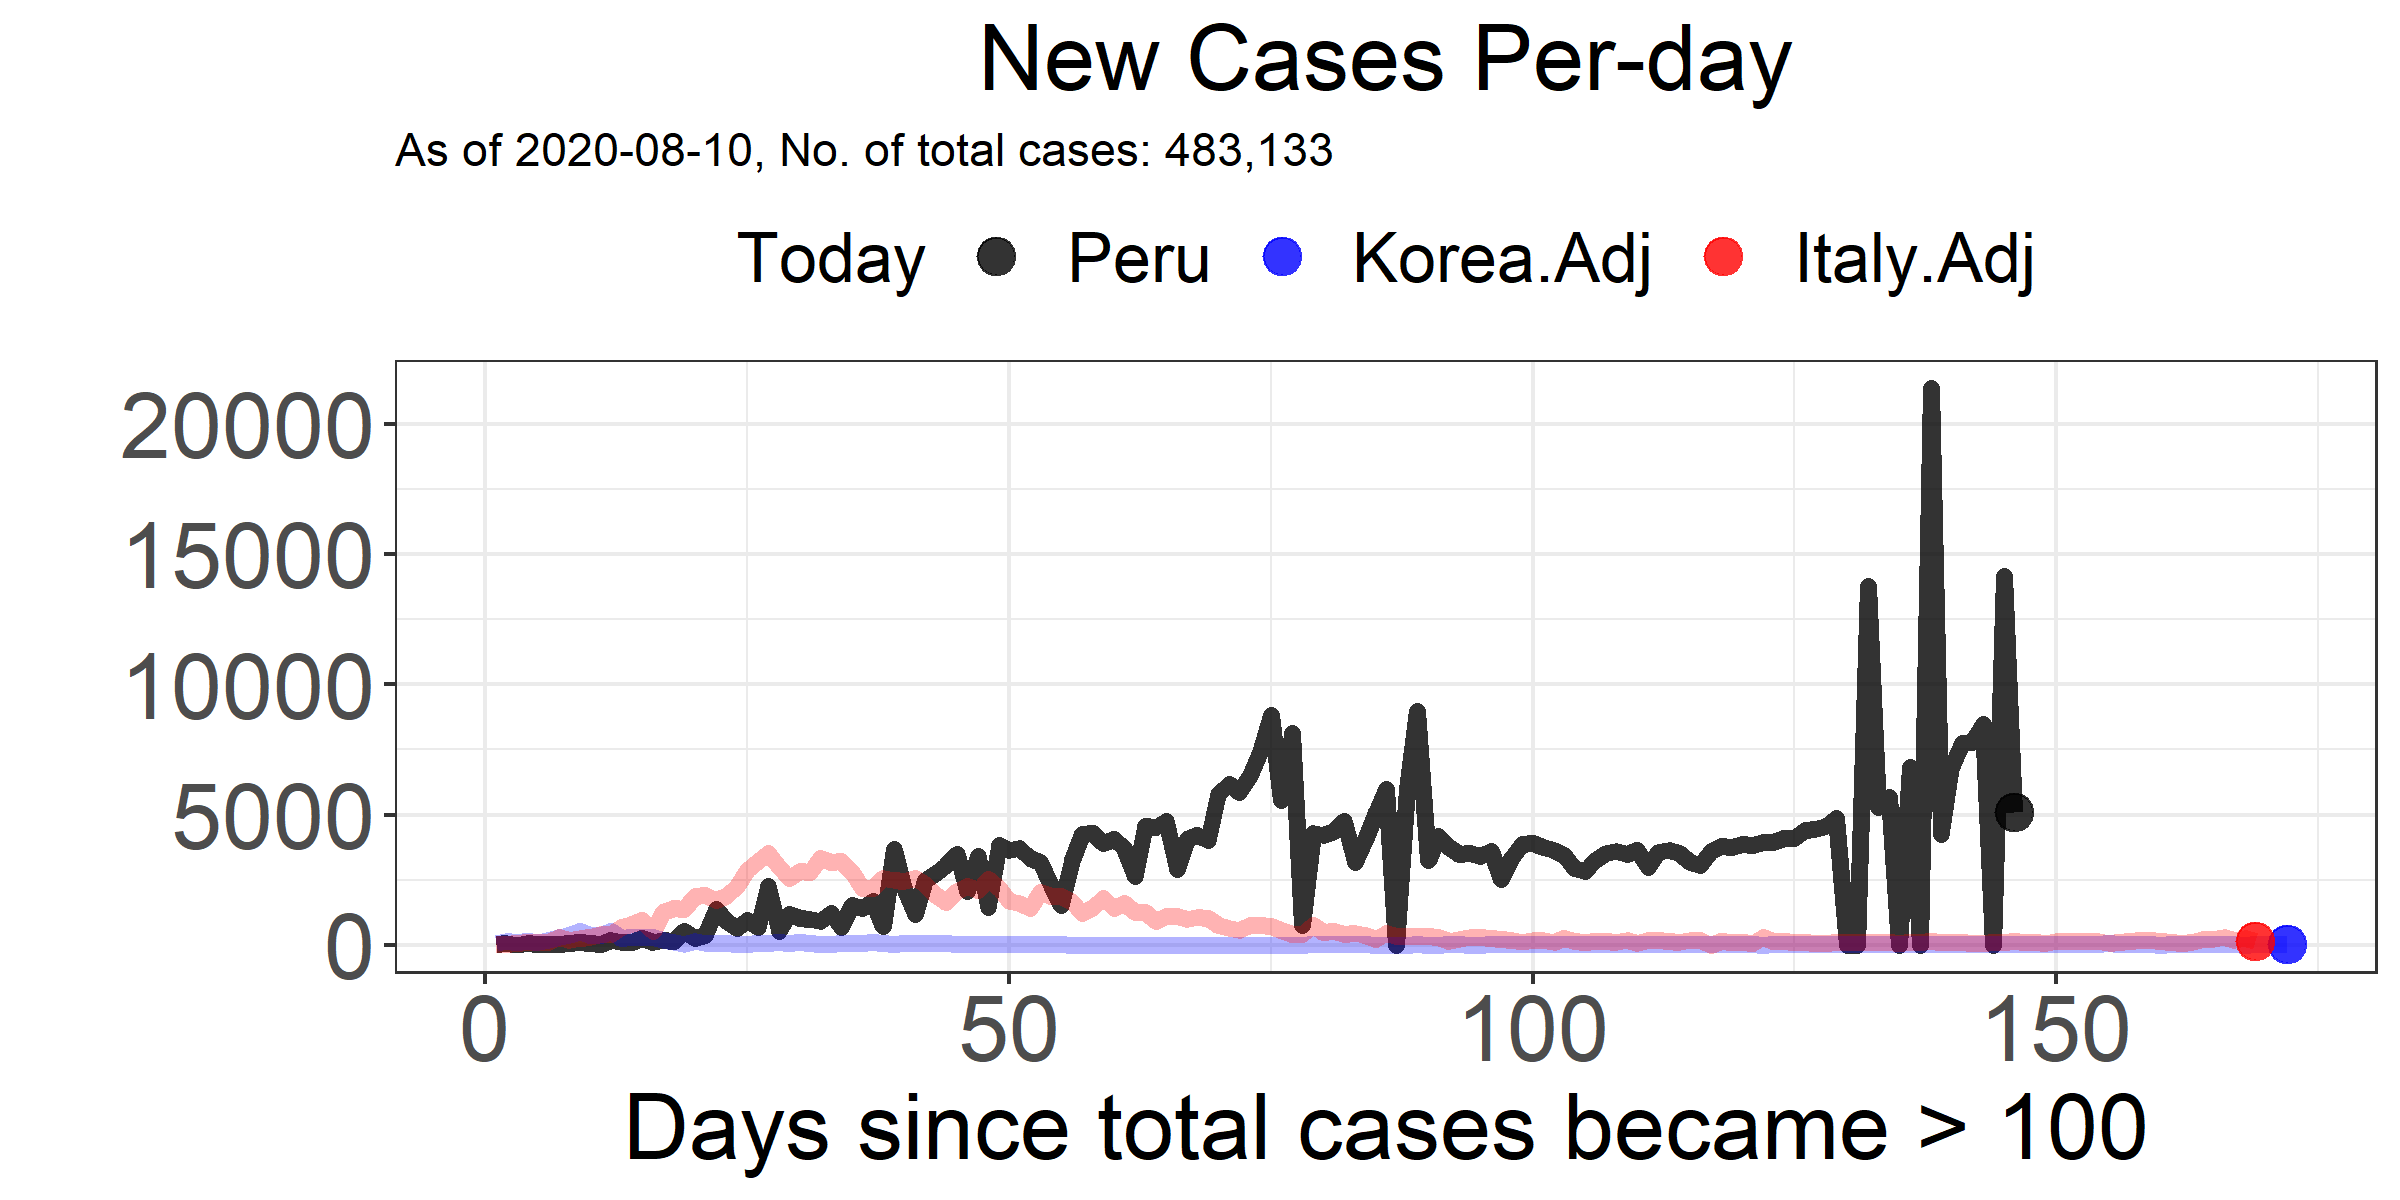 New Cases Per-day
As of 2020-08-10, No. of total cases: 483,133
Today Peru Korea.Adj Italy.Adj
20000
15000
10000
5000
0
0 50 100 150
Days since total cases became > 100